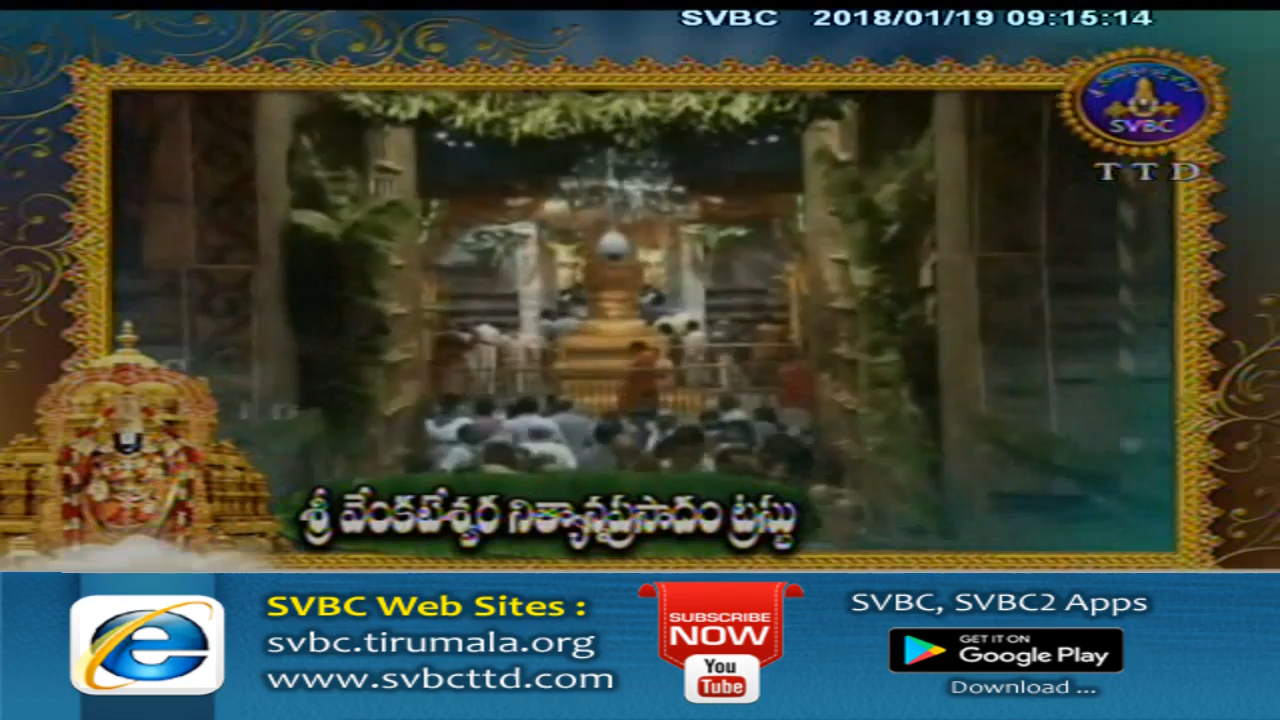 SVBC 2018/01/19 09:15:14
SVBC
T T D
శ్రీ వేంకటేశ్వర నిత్యాన్నప్రసాదం ట్రస్టు
SVBC Web Sites :
svbc.tirumala.org
www.svbcttd.com
SUBSCRIBE
NOW
You
Tube
SVBC, SVBC2 Apps
GET IT ON
Google Play
Download ...